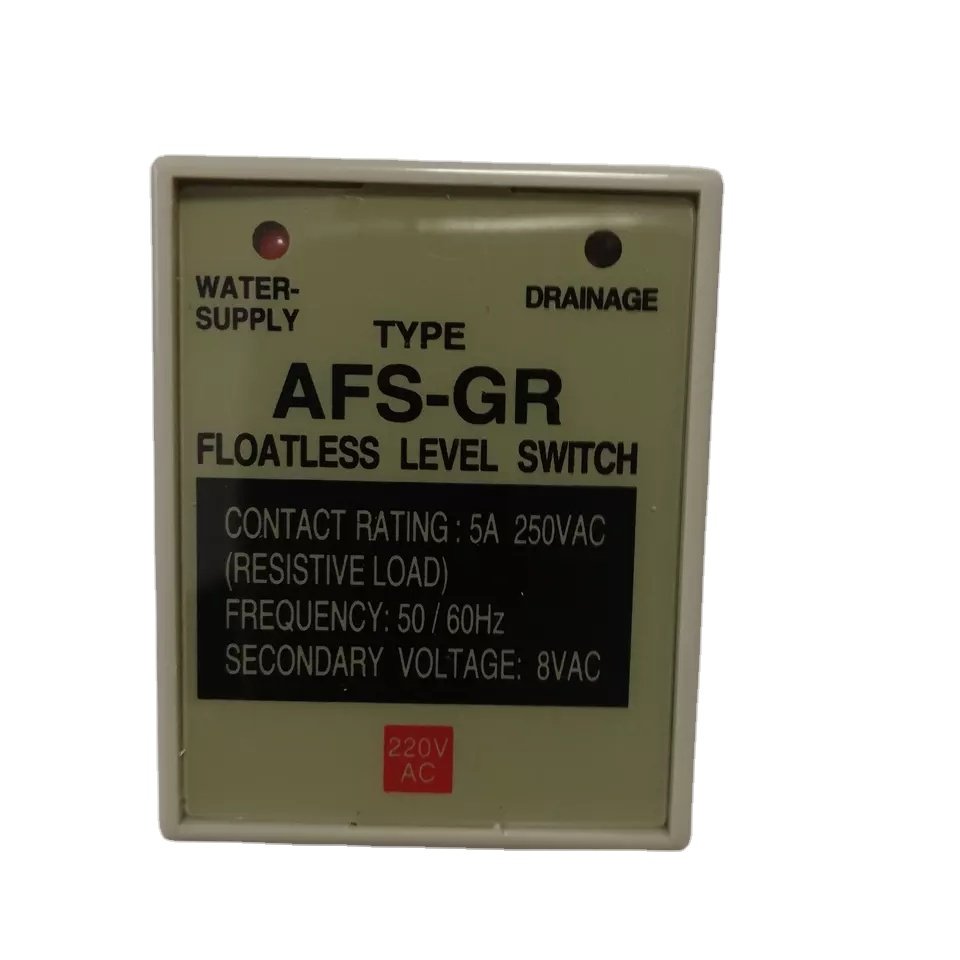 WATER-
SUPPLY
DRAINAGE
TYPE
AFS-GR
FLOATLESS LEVEL SWITCH
CONTACT RATING : 5A 250VAC
(RESISTIVE LOAD)
FREQUENCY: 50 / 60Hz
SECONDARY VOLTAGE: 8VAC
220V
AC